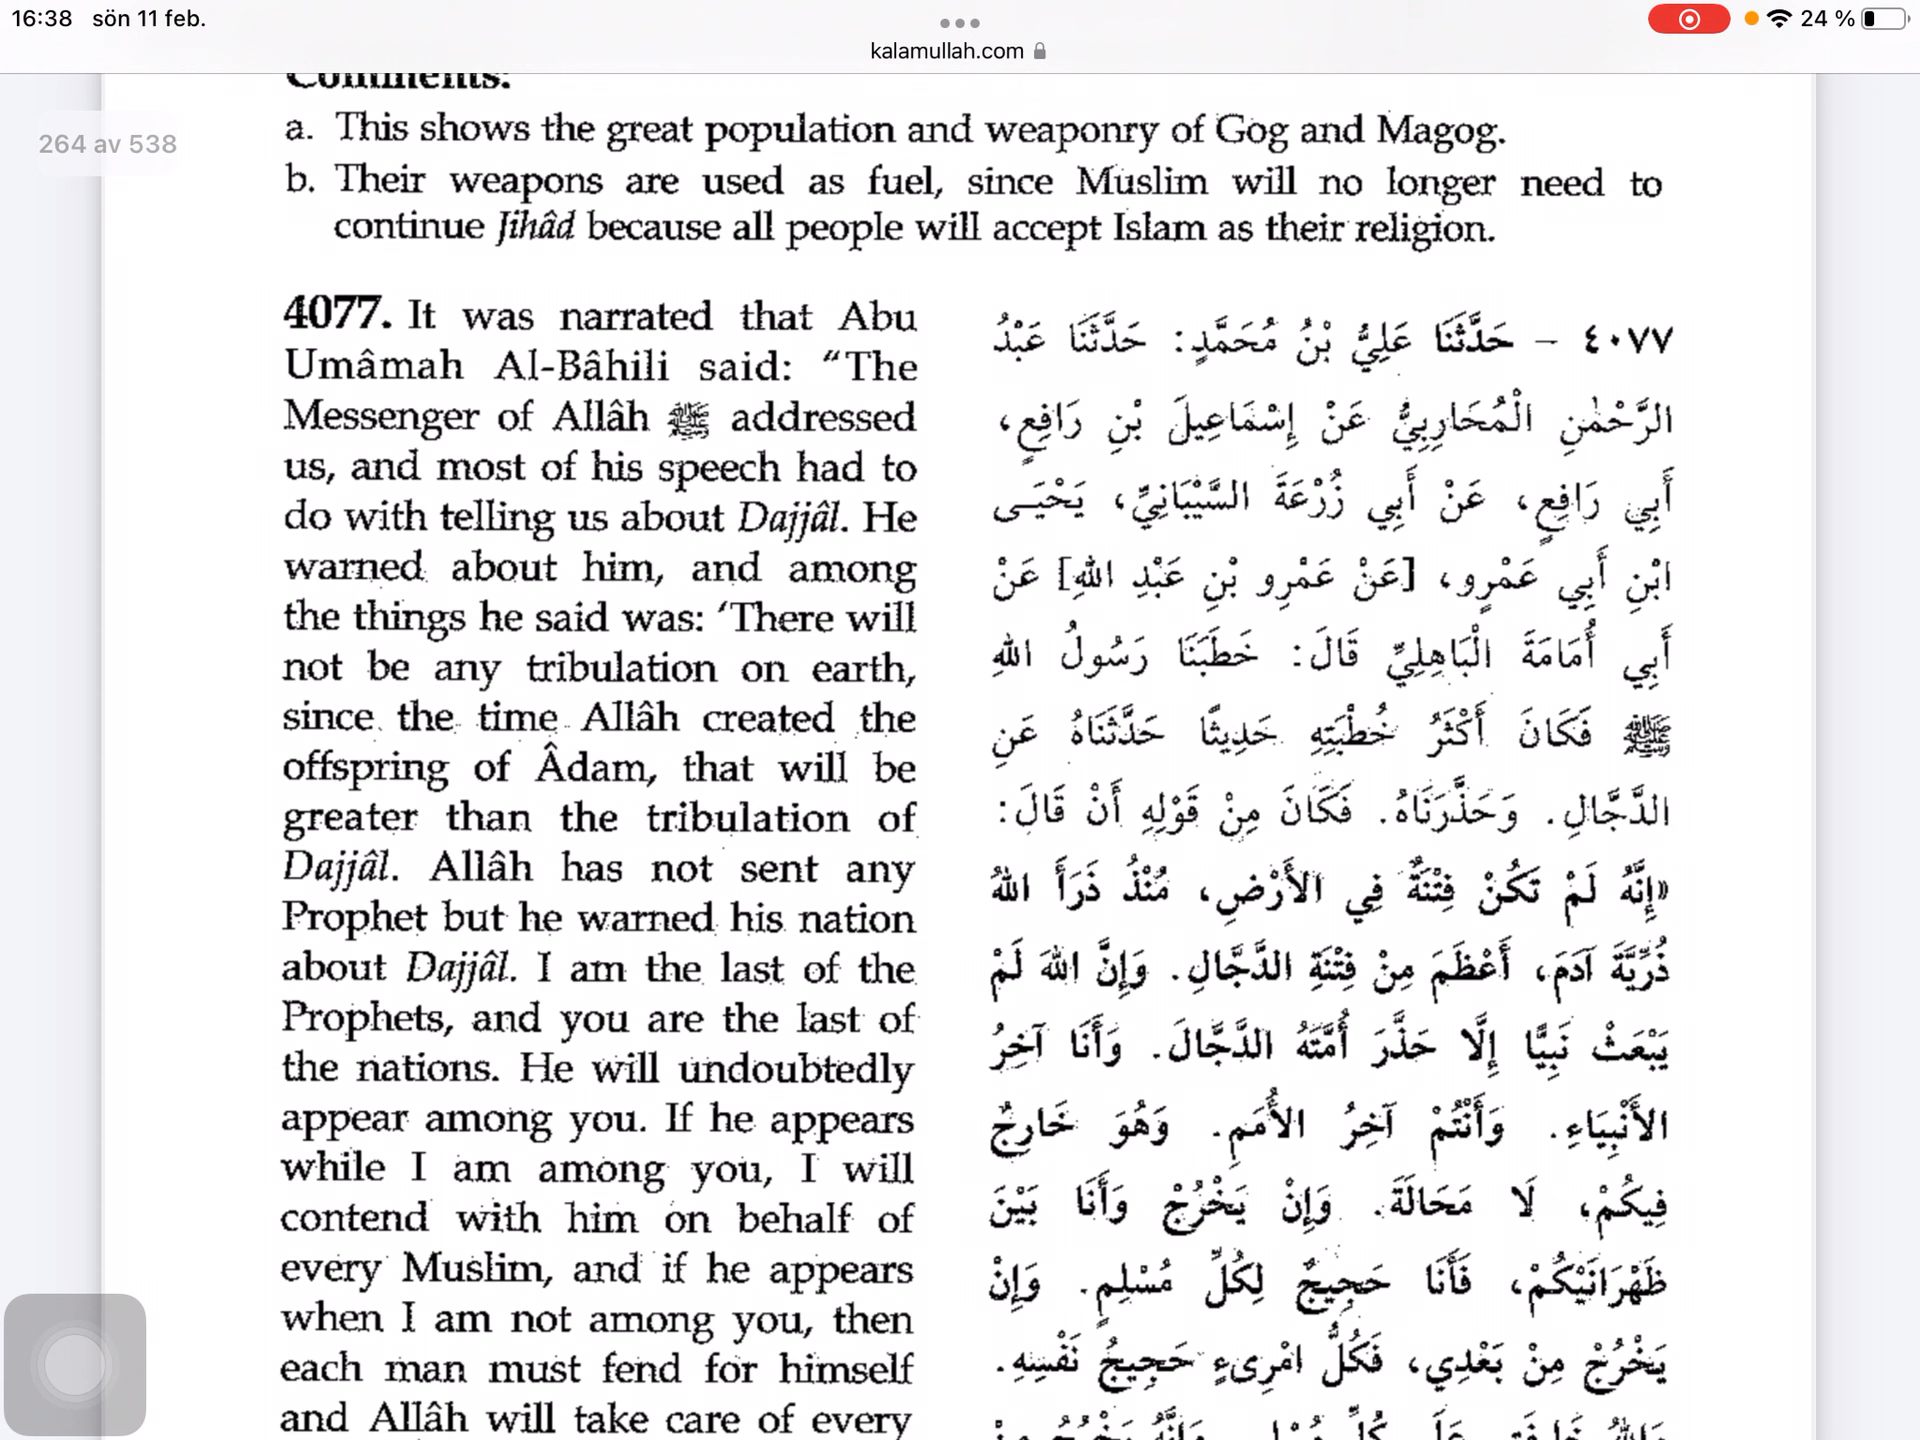 16:38 sön 11 feb.
24 %
kalamullah.com
264 av 538
Comments:
a. This shows the great population and weaponry of Gog and Magog.
b. Their weapons are used as fuel, since Muslim will no longer need to
continue Jihâd because all people will accept Islam as their religion.
4077. It was narrated that Abu
Umâmah Al-Bâhili said: “The
Messenger of Allâh ﷺ addressed
us, and most of his speech had to
do with telling us about Dajjâl. He
warned about him, and among
the things he said was: ‘There will
not be any tribulation on earth,
since the time Allâh created the
offspring of Âdam, that will be
greater than the tribulation of
Dajjâl. Allâh has not sent any
Prophet but he warned his nation
about Dajjâl. I am the last of the
Prophets, and you are the last of
the nations. He will undoubtedly
appear among you. If he appears
while I am among you, I will
contend with him on behalf of
every Muslim, and if he appears
when I am not among you, then
each man must fend for himself
and Allâh will take care of every
٤٠٧٧ – حَدَّثَنَا عَلِيُّ بْنُ مُحَمَّدٍ: حَدَّثَنَا عَبْدُ
الرَّحْمٰنِ الْمُحَارِبِيُّ عَنْ إِسْمَاعِيلَ بْنِ رَافِعٍ،
أَبِي رَافِعٍ، عَنْ أَبِي زُرْعَةَ السَّيْبَانِيِّ، يَحْيَـى
ابْنِ أَبِي عَمْرٍو، [عَنْ عَمْرِو بْنِ عَبْدِ اللهِ] عَنْ
أَبِي أُمَامَةَ الْبَاهِلِيِّ قَالَ: خَطَبَنَا رَسُولُ اللهِ
ﷺ فَكَانَ أَكْثَرُ خُطْبَتِهِ حَدِيثًا حَدَّثَنَاهُ عَنِ
الدَّجَّالِ. وَحَذَّرَنَاهُ. فَكَانَ مِنْ قَوْلِهِ أَنْ قَالَ:
«إِنَّهُ لَمْ تَكُنْ فِتْنَةٌ فِي الأَرْضِ، مُنْذُ ذَرَأَ اللهُ
ذُرِّيَّةَ آدَمَ، أَعْظَمَ مِنْ فِتْنَةِ الدَّجَّالِ. وَإِنَّ اللهَ لَمْ
يَبْعَثْ نَبِيًّا إِلَّا حَذَّرَ أُمَّتَهُ الدَّجَّالَ. وَأَنَا آخِرُ
الأَنْبِيَاءِ. وَأَنْتُمْ آخِرُ الأُمَمِ. وَهُوَ خَارِجٌ
فِيكُمْ، لَا مَحَالَةَ. وَإِنْ يَخْرُجْ وَأَنَا بَيْنَ
ظَهْرَانَيْكُمْ، فَأَنَا حَجِيجٌ لِكُلِّ مُسْلِمٍ. وَإِنْ
يَخْرُجْ مِنْ بَعْدِي، فَكُلُّ امْرِىءٍ حَجِيجُ نَفْسِهِ.